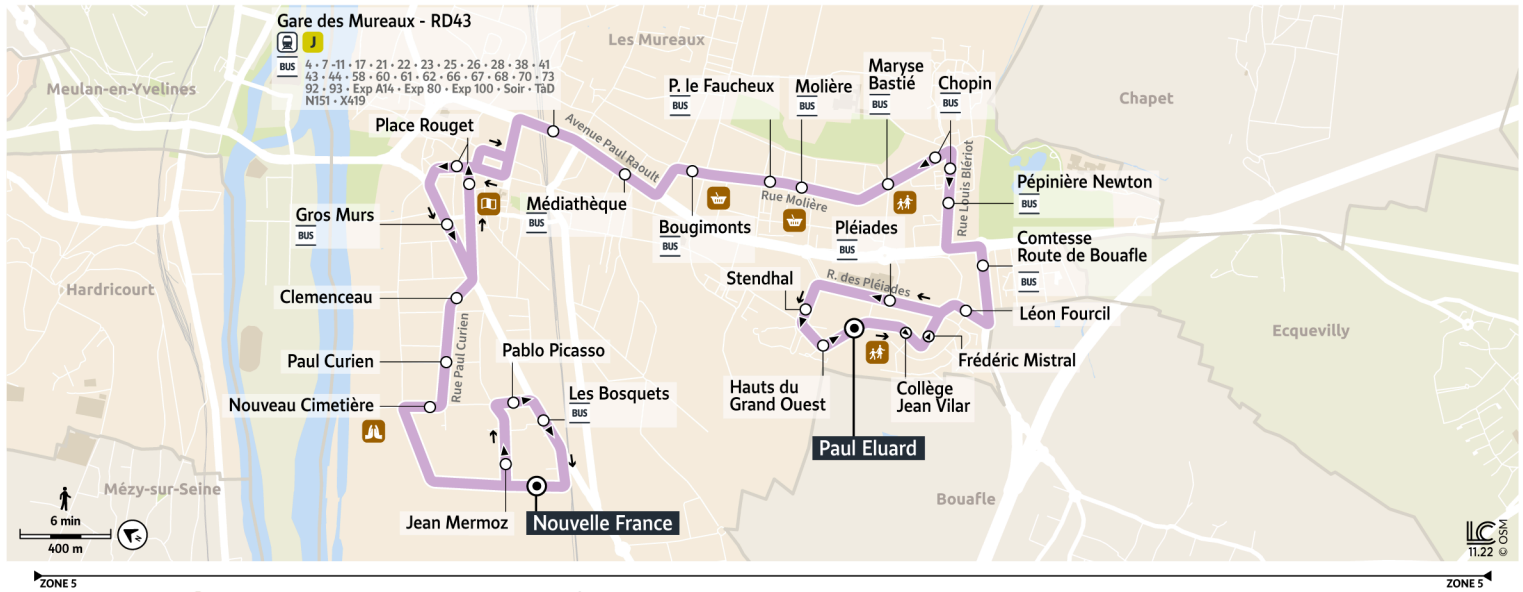 Gare des Mureaux - RD43
J
BUS
4 • 7 -11 • 17 • 21 • 22 • 23 • 25 • 26 • 28 • 38 • 41
43 • 44 • 58 • 60 • 61 • 62 • 66 • 67 • 68 • 70 • 73
92 • 93 • Exp A14 • Exp 80 • Exp 100 • Soir • TàD
N151 • X419
Les Mureaux
Meulan-en-Yvelines
Chapet
Place Rouget
Avenue Paul Raoult
P. le Faucheux
BUS
Molière
BUS
Maryse
Bastié
BUS
Chopin
BUS
Rue Louis Blériot
Pépinière Newton
BUS
Gros Murs
BUS
Médiathèque
BUS
Rue Molière
Bougimonts
BUS
Pléiades
BUS
Comtesse
Route de Bouafle
BUS
Hardricourt
Clemenceau
Stendhal
R. des Pléiades
Léon Fourcil
Ecquevilly
Paul Curien
Rue Paul Curien
Pablo Picasso
Frédéric Mistral
Nouveau Cimetière
Les Bosquets
BUS
Hauts du
Grand Ouest
Collège
Jean Vilar
Paul Eluard
Mézy-sur-Seine
Bouafle
Jean Mermoz
Nouvelle France
6 min
400 m
N
LC
11.22 © OSM
ZONE 5
ZONE 5